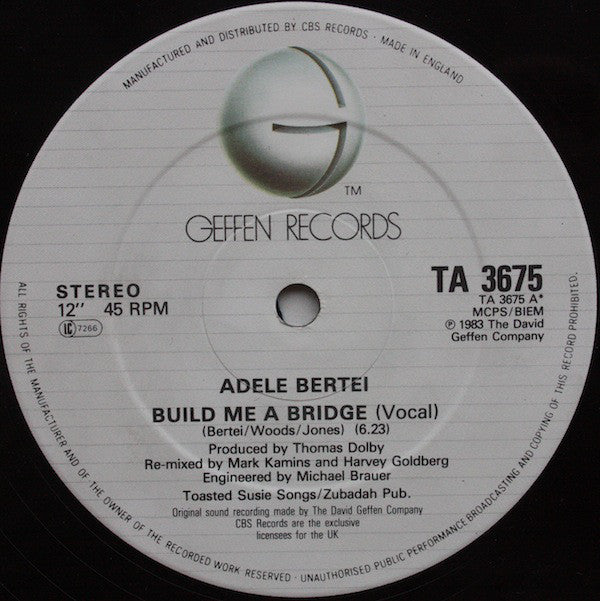 MANUFACTURED AND DISTRIBUTED BY CBS RECORDS · MADE IN ENGLAND
G
TM
GEFFEN RECORDS
STEREO
12" 45 RPM
LC 7266
TA 3675
TA 3675 A*
MCPS/BIEM
℗ 1983 The David
Geffen Company
ADELE BERTEI
BUILD ME A BRIDGE (Vocal)
(Bertei/Woods/Jones) (6.23)
Produced by Thomas Dolby
Re-mixed by Mark Kamins and Harvey Goldberg
Engineered by Michael Brauer
Toasted Susie Songs/Zubadah Pub.
Original sound recording made by The David Geffen Company
CBS Records are the exclusive
licensees for the UK
ALL RIGHTS OF THE MANUFACTURER AND OF THE OWNER OF THE RECORDED WORK RESERVED · UNAUTHORISED PUBLIC PERFORMANCE BROADCASTING AND COPYING OF THIS RECORD PROHIBITED.